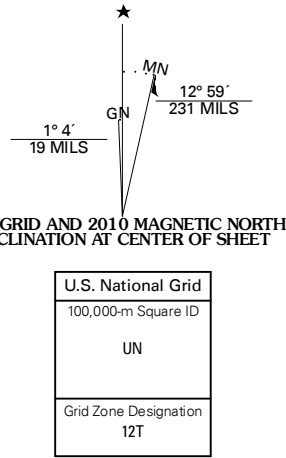 MN
GN
12° 59´
231 MILS
1° 4´
19 MILS
GRID AND 2010 MAGNETIC NORTH
CLINATION AT CENTER OF SHEET
U.S. National Grid
100,000-m Square ID
UN
Grid Zone Designation
12T